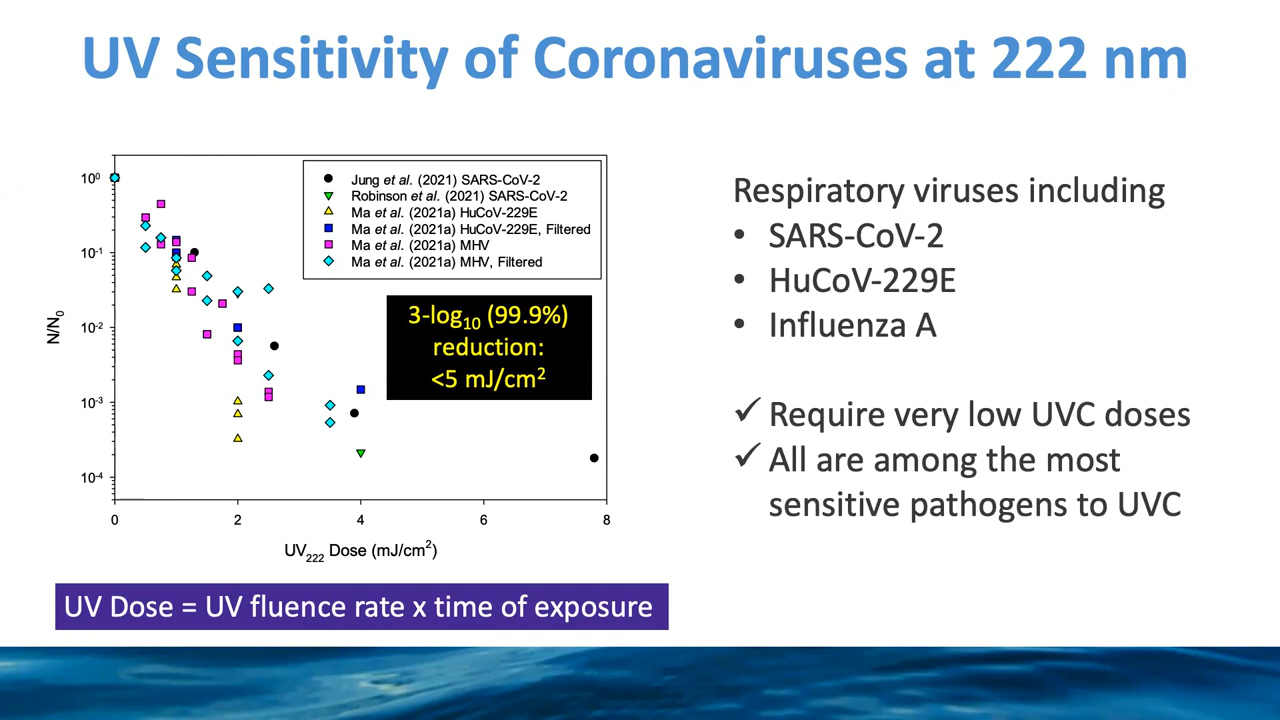 UV Sensitivity of Coronaviruses at 222 nm
Jung et al. (2021) SARS-CoV-2
Robinson et al. (2021) SARS-CoV-2
Ma et al. (2021a) HuCoV-229E
Ma et al. (2021a) HuCoV-229E, Filtered
Ma et al. (2021a) MHV
Ma et al. (2021a) MHV, Filtered
10⁰
10⁻¹
10⁻²
10⁻³
10⁻⁴
N/N₀
3-log₁₀ (99.9%)
reduction:
<5 mJ/cm²
0 2 4 6 8
UV₂₂₂ Dose (mJ/cm²)
UV Dose = UV fluence rate x time of exposure
Respiratory viruses including
• SARS-CoV-2
• HuCoV-229E
• Influenza A
✓ Require very low UVC doses
✓ All are among the most
sensitive pathogens to UVC